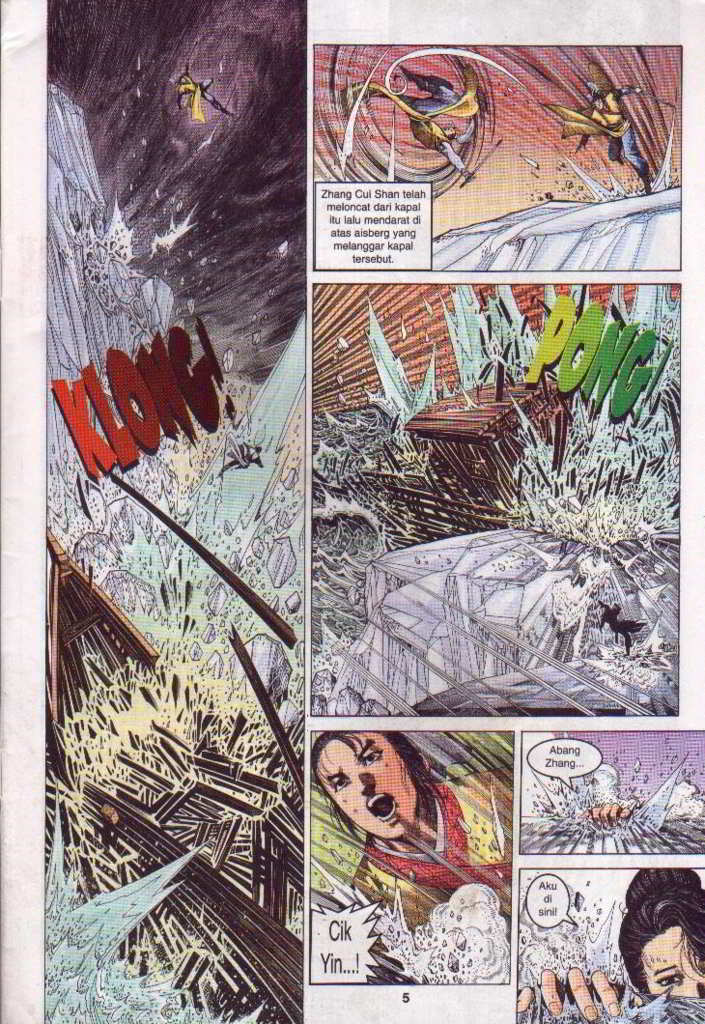 KLONG!
Zhang Cui Shan telah
meloncat dari kapal
itu lalu mendarat di
atas aisberg yang
melanggar kapal
tersebut.
PONG!
Cik
Yin...!
Abang
Zhang...
Aku
di
sini!
5